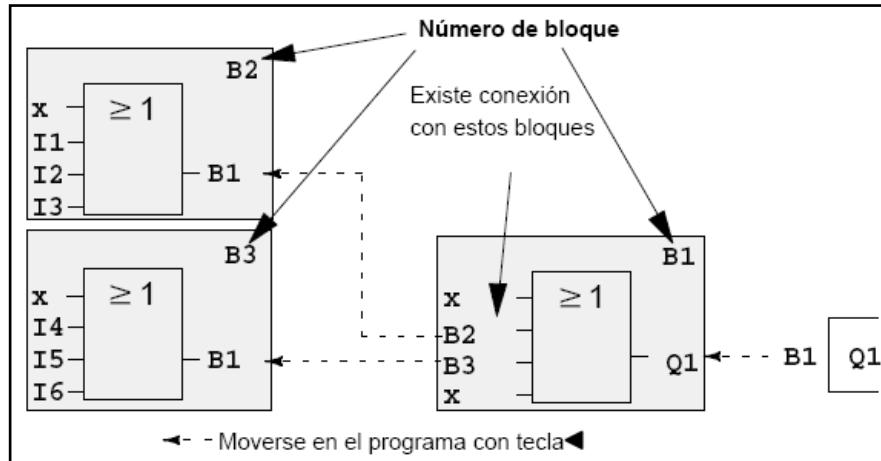 Número de bloque
B2
Existe conexión
con estos bloques
x
≥ 1
I1
I2
B1
I3
B3
B1
x
≥ 1
I4
I5
B1
I6
x
≥ 1
B2
B3
Q1
B1
Q1
x
Moverse en el programa con tecla◀